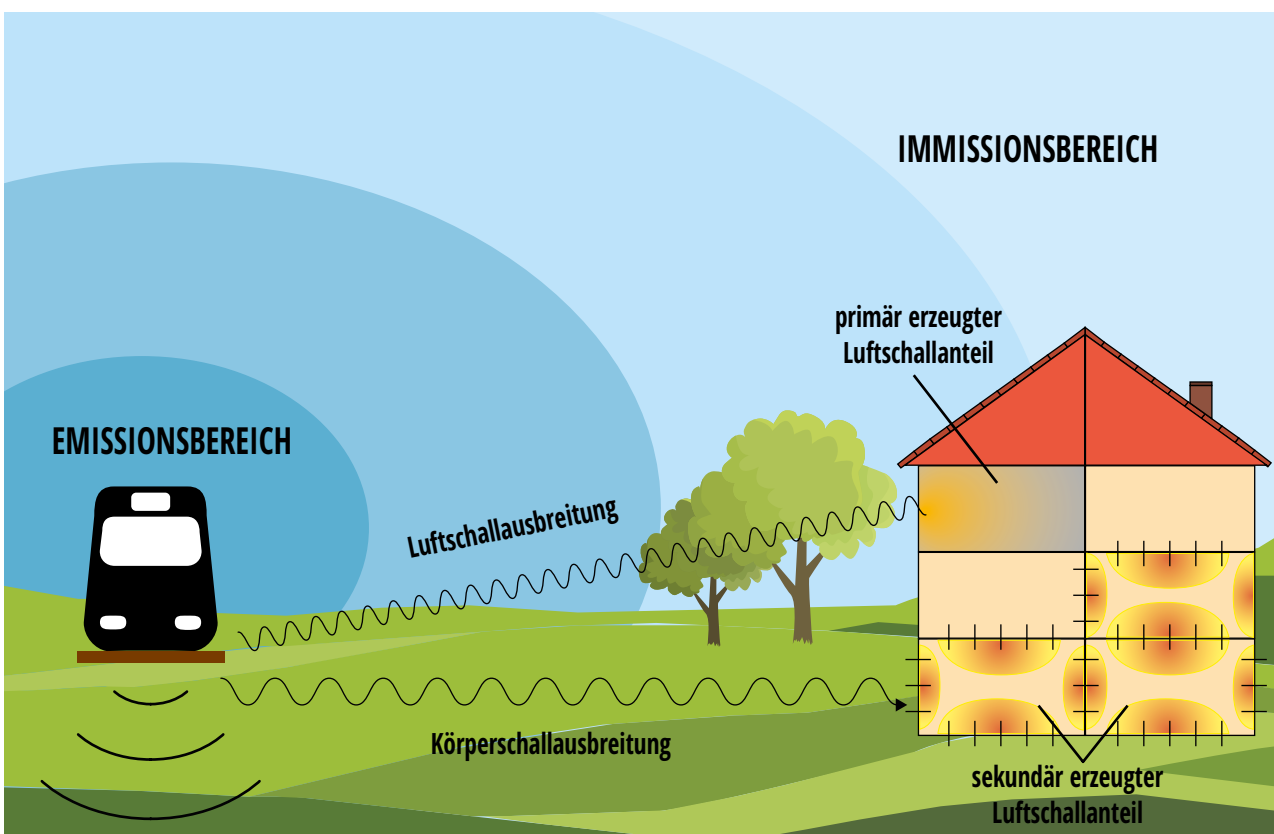 IMMISSIONSBEREICH
primär erzeugter
Luftschallanteil
EMISSIONSBEREICH
Luftschallausbreitung
Körperschallausbreitung
sekundär erzeugter
Luftschallanteil